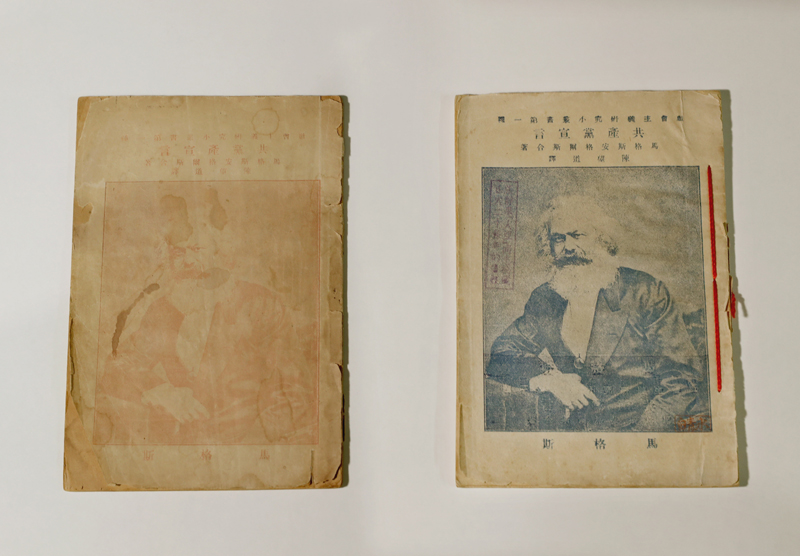 社會主義研究小叢書第一種
共黨產宣言
馬格斯安格爾斯合著
陳望道譯
馬格斯
社會主義研究小叢書第一種
共產黨宣言
馬格斯安格爾斯合著
陳望道譯
馬格斯